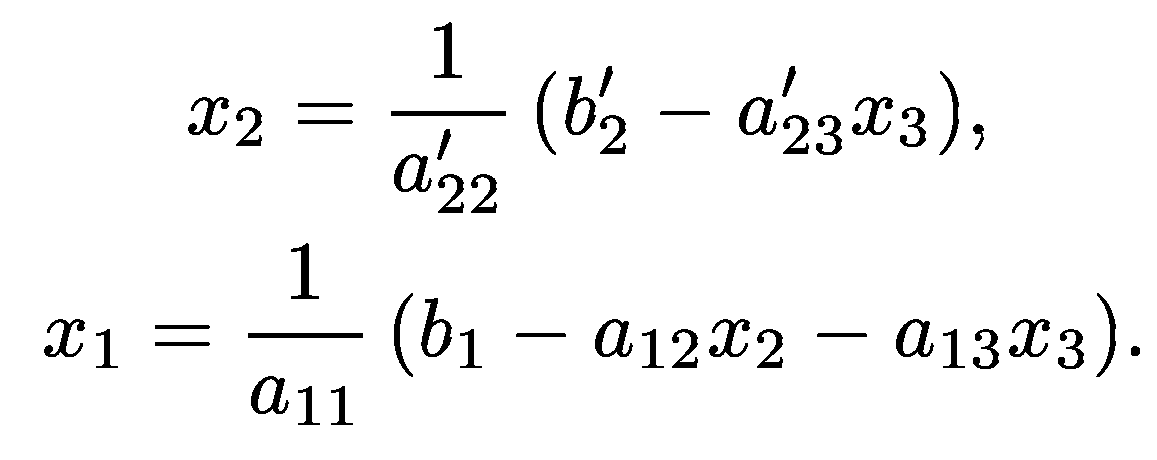 x_2 = \frac{1}{a'_{22}} (b'_2 - a'_{23}x_3),
x_1 = \frac{1}{a_{11}} (b_1 - a_{12}x_2 - a_{13}x_3).